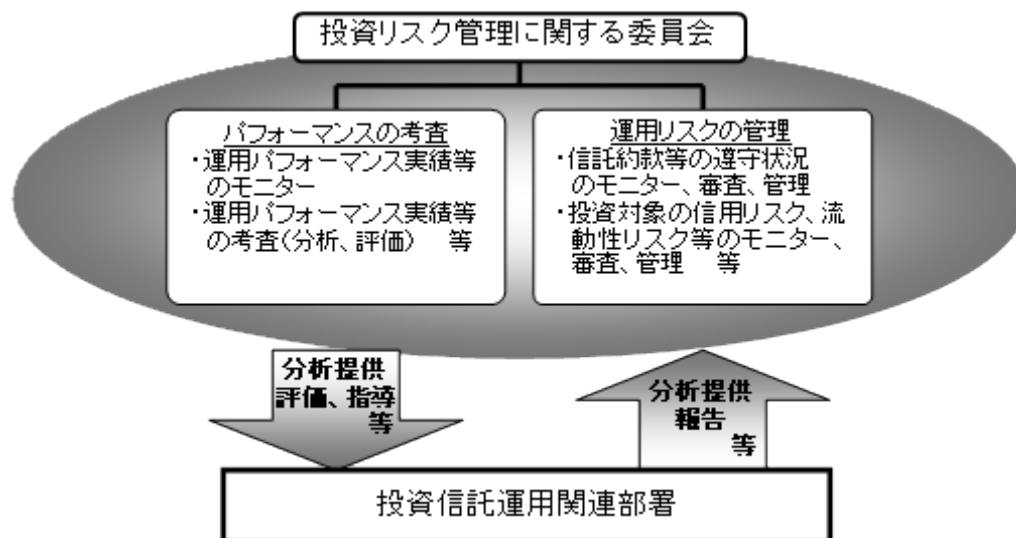 投資リスク管理に関する委員会
パフォーマンスの考査
・運用パフォーマンス実績等
のモニター
・運用パフォーマンス実績等
の考査(分析、評価)　等
運用リスクの管理
・信託約款等の遵守状況
のモニター、審査、管理
・投資対象の信用リスク、流
動性リスク等のモニター、
審査、管理　等
分析提供
評価、指導
等
分析提供
報告
等
投資信託運用関連部署